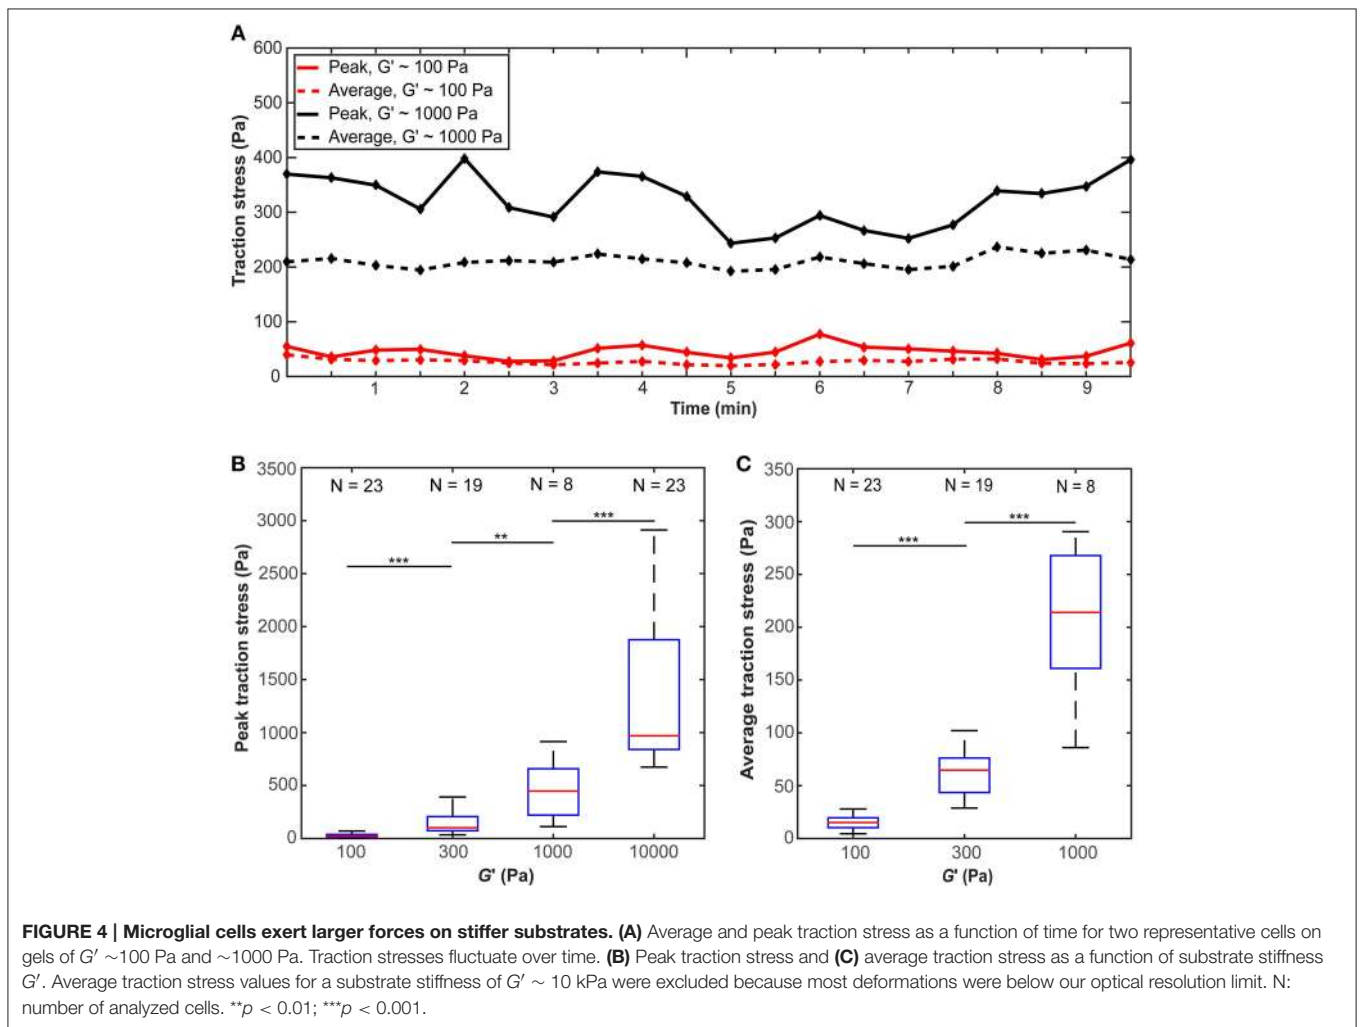 A
600
500
400
300
200
100
0
Traction stress (Pa)
Peak, G' ~ 100 Pa
Average, G' ~ 100 Pa
Peak, G' ~ 1000 Pa
Average, G' ~ 1000 Pa
1 2 3 4 5 6 7 8 9
Time (min)
B
3500
3000
2500
2000
1500
1000
500
0
Peak traction stress (Pa)
N = 23 N = 19 N = 8 N = 23
*** ** ***
100 300 1000 10000
G' (Pa)
C
350
300
250
200
150
100
50
0
Average traction stress (Pa)
N = 23 N = 19 N = 8
*** ***
100 300 1000
G' (Pa)
FIGURE 4 | Microglial cells exert larger forces on stiffer substrates. (A) Average and peak traction stress as a function of time for two representative cells on
gels of G′ ∼100 Pa and ∼1000 Pa. Traction stresses fluctuate over time. (B) Peak traction stress and (C) average traction stress as a function of substrate stiffness
G′. Average traction stress values for a substrate stiffness of G′ ∼ 10 kPa were excluded because most deformations were below our optical resolution limit. N:
number of analyzed cells. **p < 0.01; ***p < 0.001.